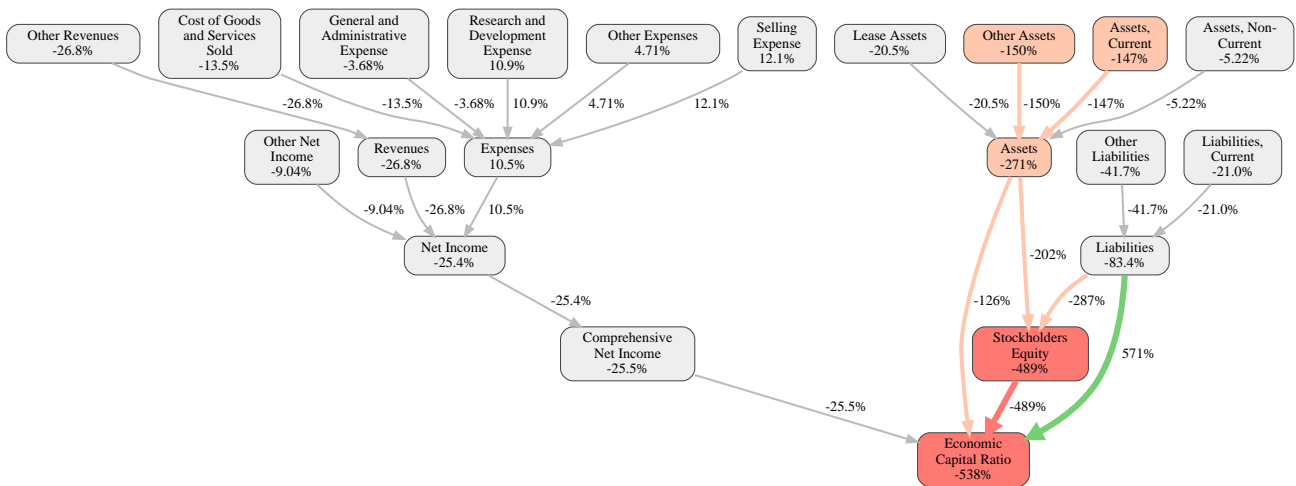 Other Revenues
-26.8%
Cost of Goods
and Services
Sold
-13.5%
General and
Administrative
Expense
-3.68%
Research and
Development
Expense
10.9%
Other Expenses
4.71%
Selling
Expense
12.1%
Lease Assets
-20.5%
Other Assets
-150%
Assets,
Current
-147%
Assets, Non-
Current
-5.22%
-26.8%
-13.5%
-3.68%
10.9%
4.71%
12.1%
-20.5%
-150%
-147%
-5.22%
Other Net
Income
-9.04%
Revenues
-26.8%
Expenses
10.5%
Assets
-271%
Other
Liabilities
-41.7%
Liabilities,
Current
-21.0%
-9.04%
-26.8%
10.5%
-41.7%
-21.0%
Net Income
-25.4%
-202%
Liabilities
-83.4%
-25.4%
-126%
-287%
Comprehensive
Net Income
-25.5%
Stockholders
Equity
-489%
571%
-25.5%
-489%
Economic
Capital Ratio
-538%